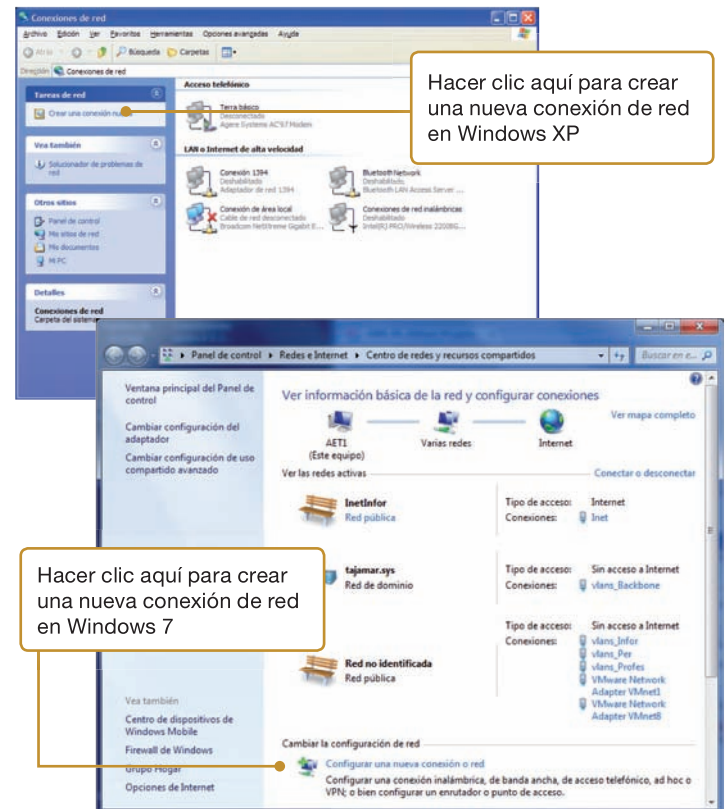 Conexiones de red
Archivo Edición Ver Favoritos Herramientas Opciones avanzadas Ayuda
Atrás Búsqueda Carpetas
Dirección Conexiones de red
Tareas de red
Crear una conexión
Vea también
Solucionador de problemas de
red
Otros sitios
Panel de control
Mis sitios de red
Mis documentos
Mi PC
Detalles
Conexiones de red
Carpeta del sistema
Acceso telefónico
Terra básico
Desconectado
Agere Systems AC'97 Modem
LAN o Internet de alta velocidad
Conexión 1394
Deshabilitado
Adaptador de red 1394
Bluetooth Network
Deshabilitado,
Bluetooth LAN Access Server ...
Conexión de área local
Cable de red desconectado
Broadcom NetXtreme Gigabit E...
Conexiones de red inalámbricas
Deshabilitado
Intel(R) PRO/Wireless 2200BG...
Hacer clic aquí para crear
una nueva conexión de red
en Windows XP
Panel de control Redes e Internet Centro de redes y recursos compartidos
Buscar en e...
Ventana principal del Panel de
control
Cambiar configuración del
adaptador
Cambiar configuración de uso
compartido avanzado
Ver información básica de la red y configurar conexiones
Ver mapa completo
AET1
(Este equipo)
Varias redes
Internet
Ver las redes activas
Conectar o desconectar
InetInfor
Red pública
Tipo de acceso: Internet
Conexiones: Inet
tajamar.sys
Red de dominio
Tipo de acceso: Sin acceso a Internet
Conexiones: vlans_Backbone
Red no identificada
Red pública
Tipo de acceso: Sin acceso a Internet
Conexiones: vlans_Infor
vlans_Per
vlans_Profes
VMware Network
Adapter VMnet1
VMware Network
Adapter VMnet8
Hacer clic aquí para crear
una nueva conexión de red
en Windows 7
Vea también
Centro de dispositivos de
Windows Mobile
Firewall de Windows
Grupo Hogar
Opciones de Internet
Cambiar la configuración de red
Configurar una nueva conexión o red
Configurar una conexión inalámbrica, de banda ancha, de acceso telefónico, ad hoc o
VPN; o bien configurar un enrutador o punto de acceso.